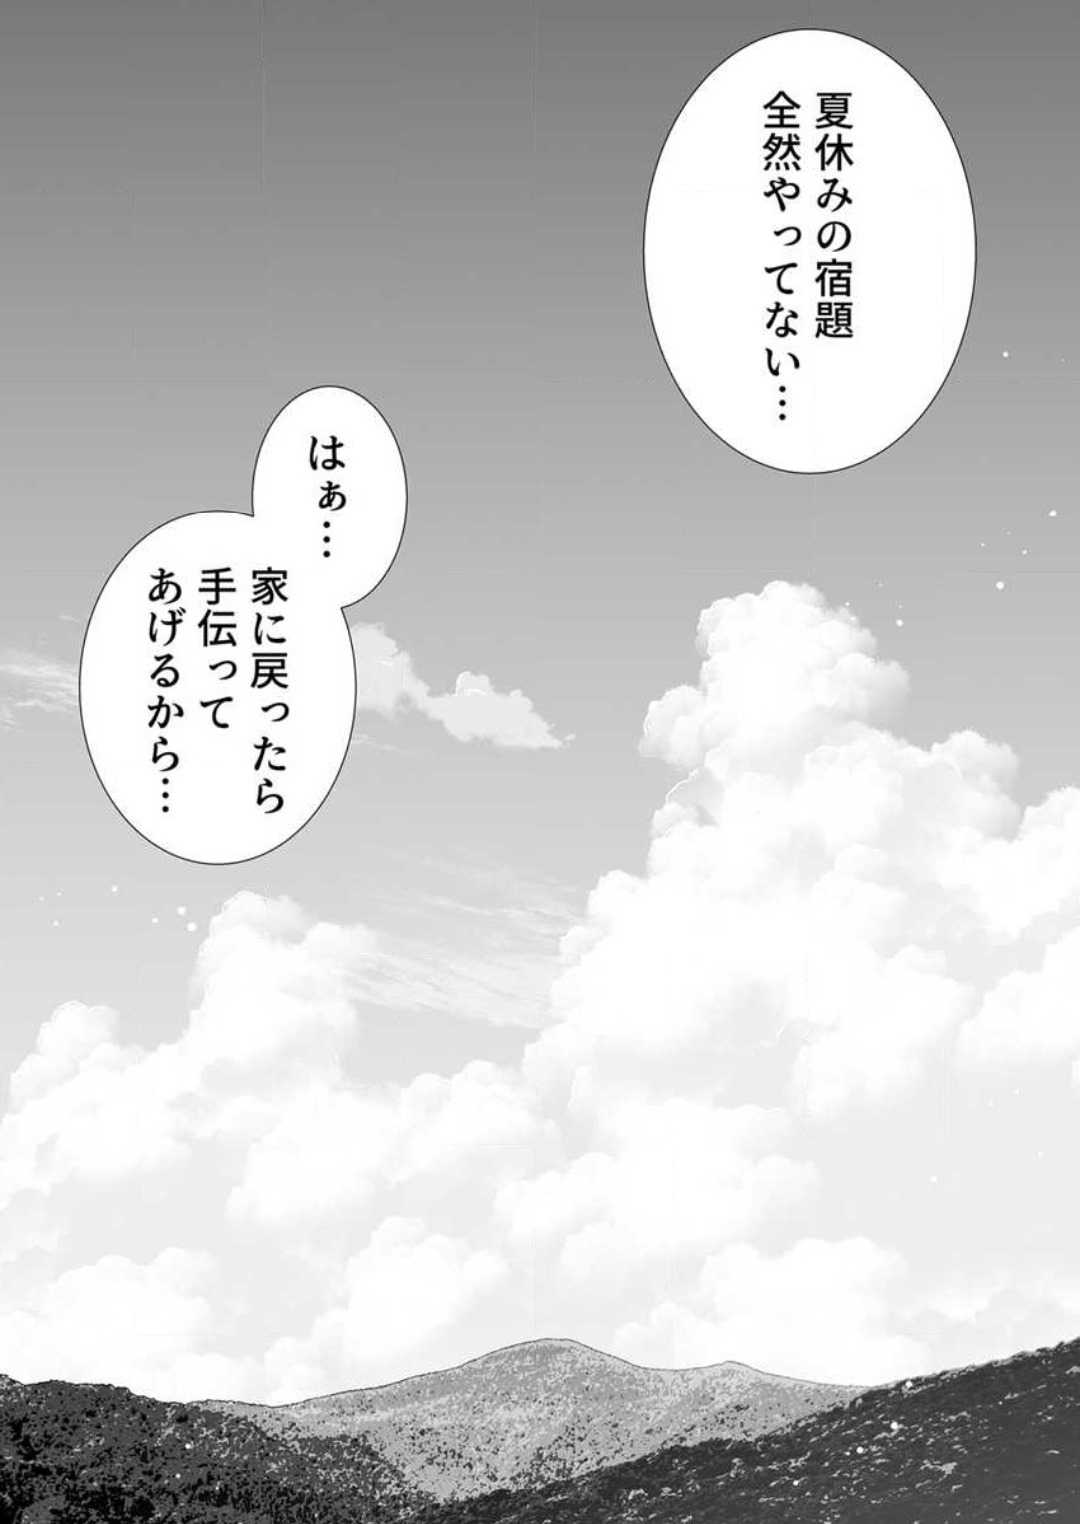 夏休みの宿題
全然やってない…
はぁ…
家に戻ったら
手伝って
あげるから…